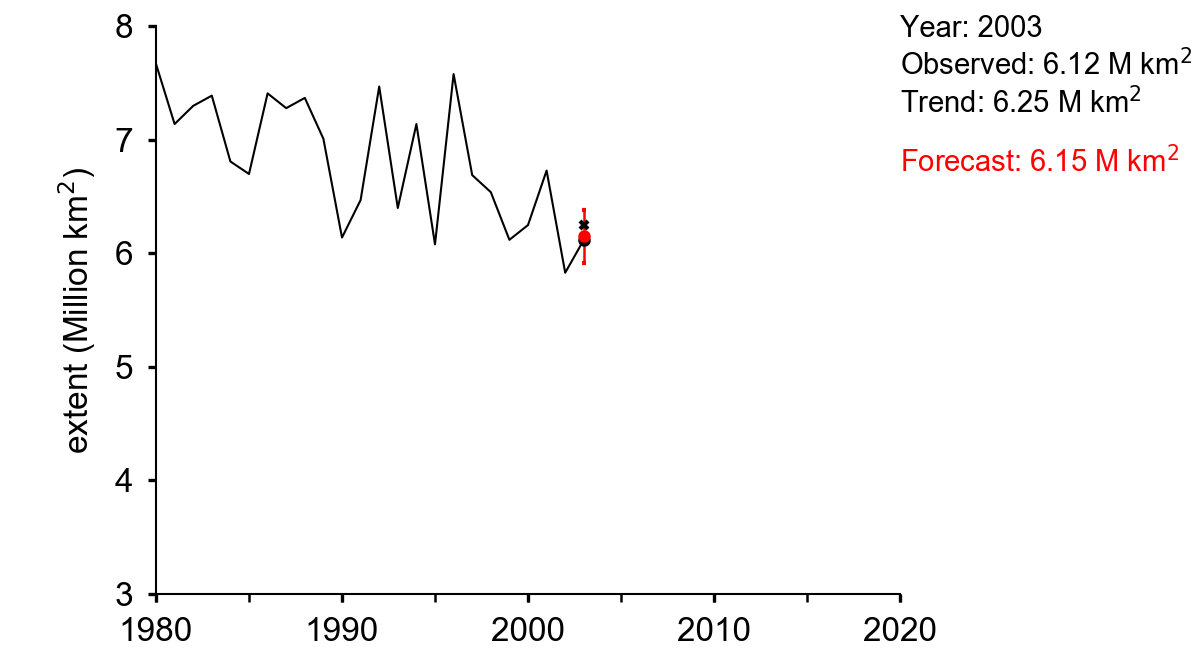 8
7
6
5
4
3
extent (Million km²)
1980
1990
2000
2010
2020
Year: 2003
Observed: 6.12 M km²
Trend: 6.25 M km²
Forecast: 6.15 M km²